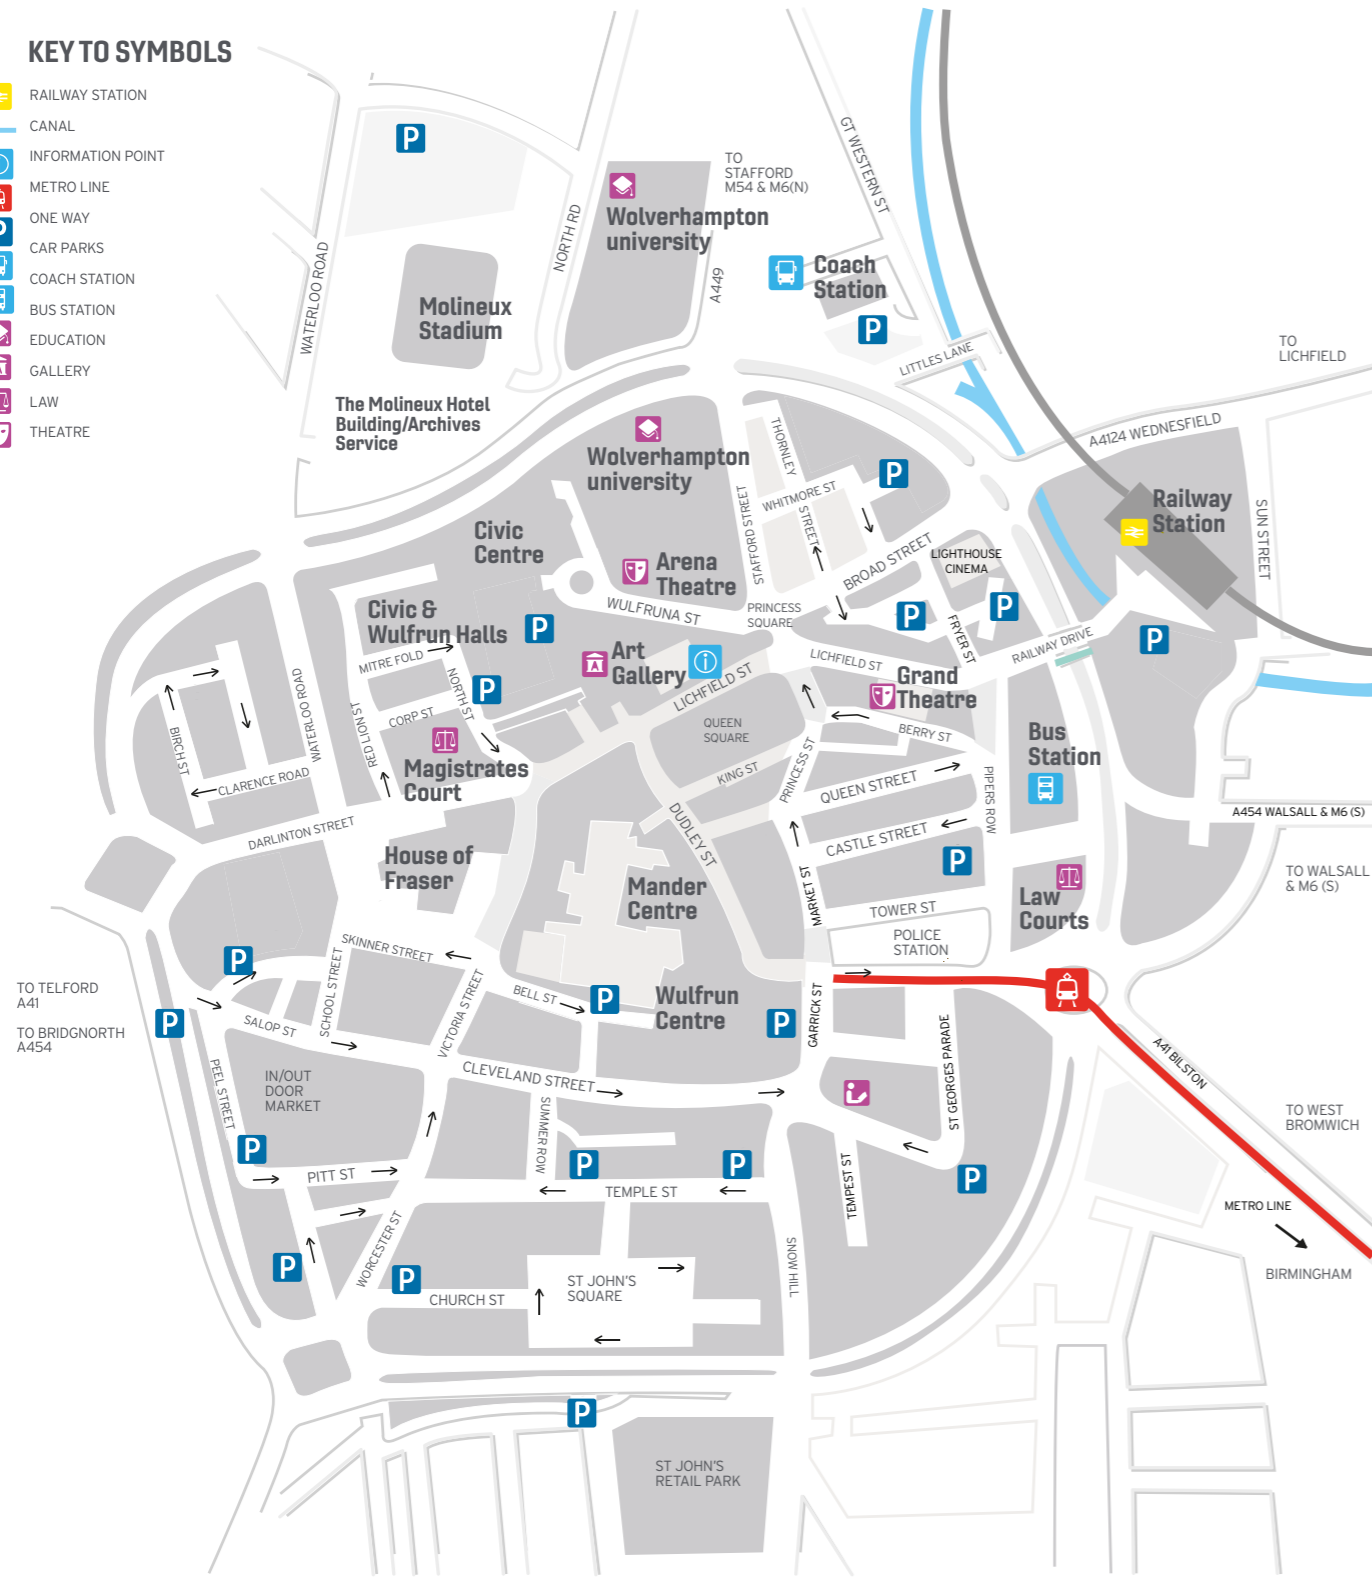 KEY TO SYMBOLS
RAILWAY STATION
CANAL
INFORMATION POINT
METRO LINE
ONE WAY
CAR PARKS
COACH STATION
BUS STATION
EDUCATION
GALLERY
LAW
THEATRE
P
GT WESTERN ST
TO
STAFFORD
M54 & M6(N)
Wolverhampton
university
NORTH RD
WATERLOO ROAD
A449
Coach
Station
P
Molineux
Stadium
LITTLES LANE
TO
LICHFIELD
The Molineux Hotel
Building/Archives
Service
A4124 WEDNESFIELD
Wolverhampton
university
THORNLEY
STREET
WHITMORE ST
P
STAFFORD STREET
Railway
Station
SUN STREET
Civic
Centre
Arena
Theatre
BROAD STREET
LIGHTHOUSE
CINEMA
Civic &
Wulfrun Halls
P
WULFRUNA ST
PRINCESS
SQUARE
P
P
FRYER ST
RAILWAY DRIVE
P
MITRE FOLD
NORTH ST
P
Art
Gallery
LICHFIELD ST
LICHFIELD ST
Grand
Theatre
BIRCH ST
WATERLOO ROAD
RED LION ST
CORP ST
QUEEN
SQUARE
BERRY ST
Bus
Station
Magistrates
Court
CLARENCE ROAD
KING ST
PRINCESS ST
QUEEN STREET
PIPERS ROW
A454 WALSALL & M6 (S)
DARLINTON STREET
DUDLEY ST
CASTLE STREET
P
House of
Fraser
Mander
Centre
MARKET ST
TOWER ST
Law
Courts
TO WALSALL
& M6 (S)
POLICE
STATION
SKINNER STREET
P
SCHOOL STREET
VICTORIA STREET
BELL ST
P
Wulfrun
Centre
P
GARRICK ST
TO TELFORD
A41
TO BRIDGNORTH
A454
P
SALOP ST
ST GEORGES PARADE
A41 BILSTON
PEEL STREET
IN/OUT
DOOR
MARKET
CLEVELAND STREET
SUMMER ROW
TO WEST
BROMWICH
P
PITT ST
P
P
TEMPLE ST
TEMPEST ST
P
METRO LINE
BIRMINGHAM
P
WORCESTER ST
P
CHURCH ST
ST JOHN'S
SQUARE
SNOW HILL
P
ST JOHN'S
RETAIL PARK